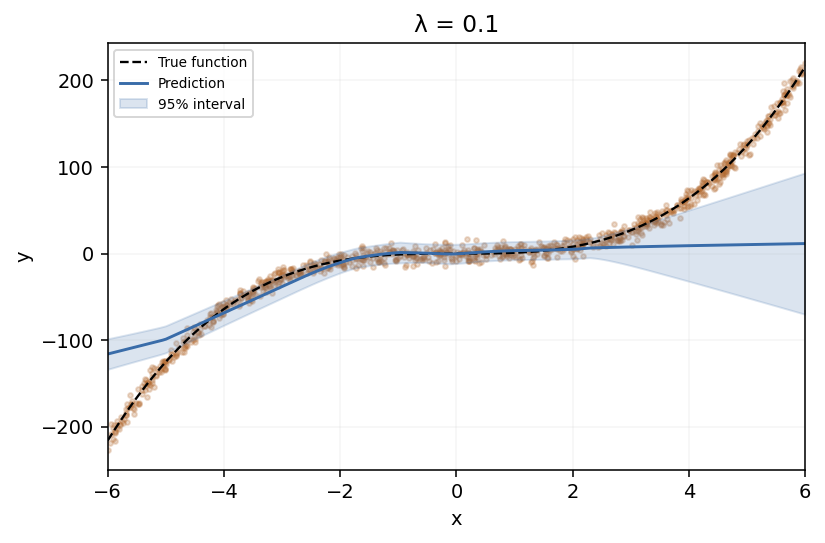 λ = 0.1
True function
Prediction
95% interval
200
100
0
−100
−200
y
−6
−4
−2
0
2
4
6
x